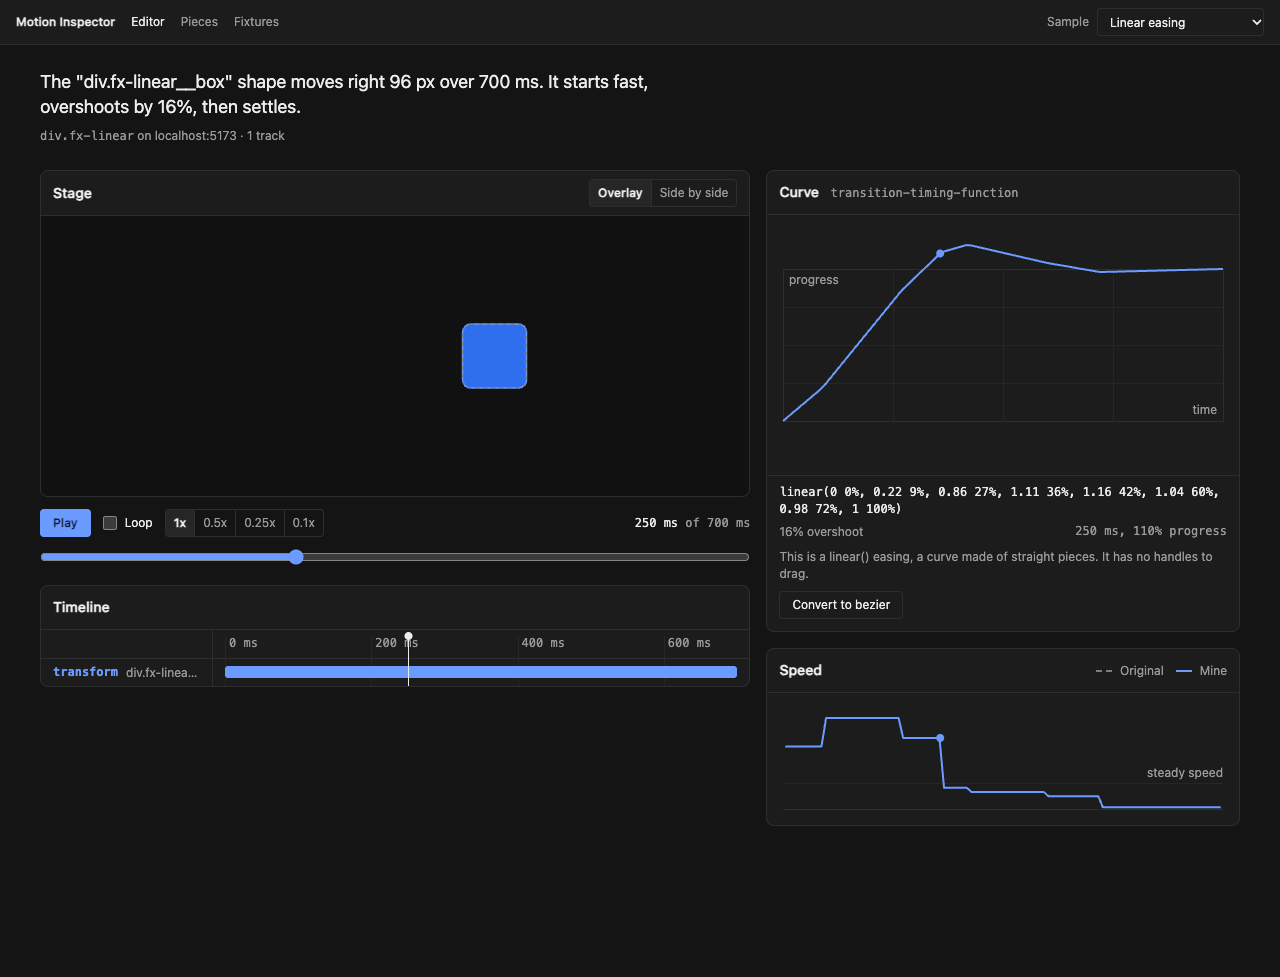 Motion Inspector Editor Pieces Fixtures Sample Linear easing
The "div.fx-linear__box" shape moves right 96 px over 700 ms. It starts fast,
overshoots by 16%, then settles.
div.fx-linear on localhost:5173 · 1 track
Stage Overlay Side by side
Play Loop 1x 0.5x 0.25x 0.1x 250 ms of 700 ms
Timeline
0 ms 200 ms 400 ms 600 ms
transform div.fx-linea...
Curve transition-timing-function
progress
time
linear(0 0%, 0.22 9%, 0.86 27%, 1.11 36%, 1.16 42%, 1.04 60%,
0.98 72%, 1 100%)
16% overshoot 250 ms, 110% progress
This is a linear() easing, a curve made of straight pieces. It has no handles to
drag.
Convert to bezier
Speed Original Mine
steady speed